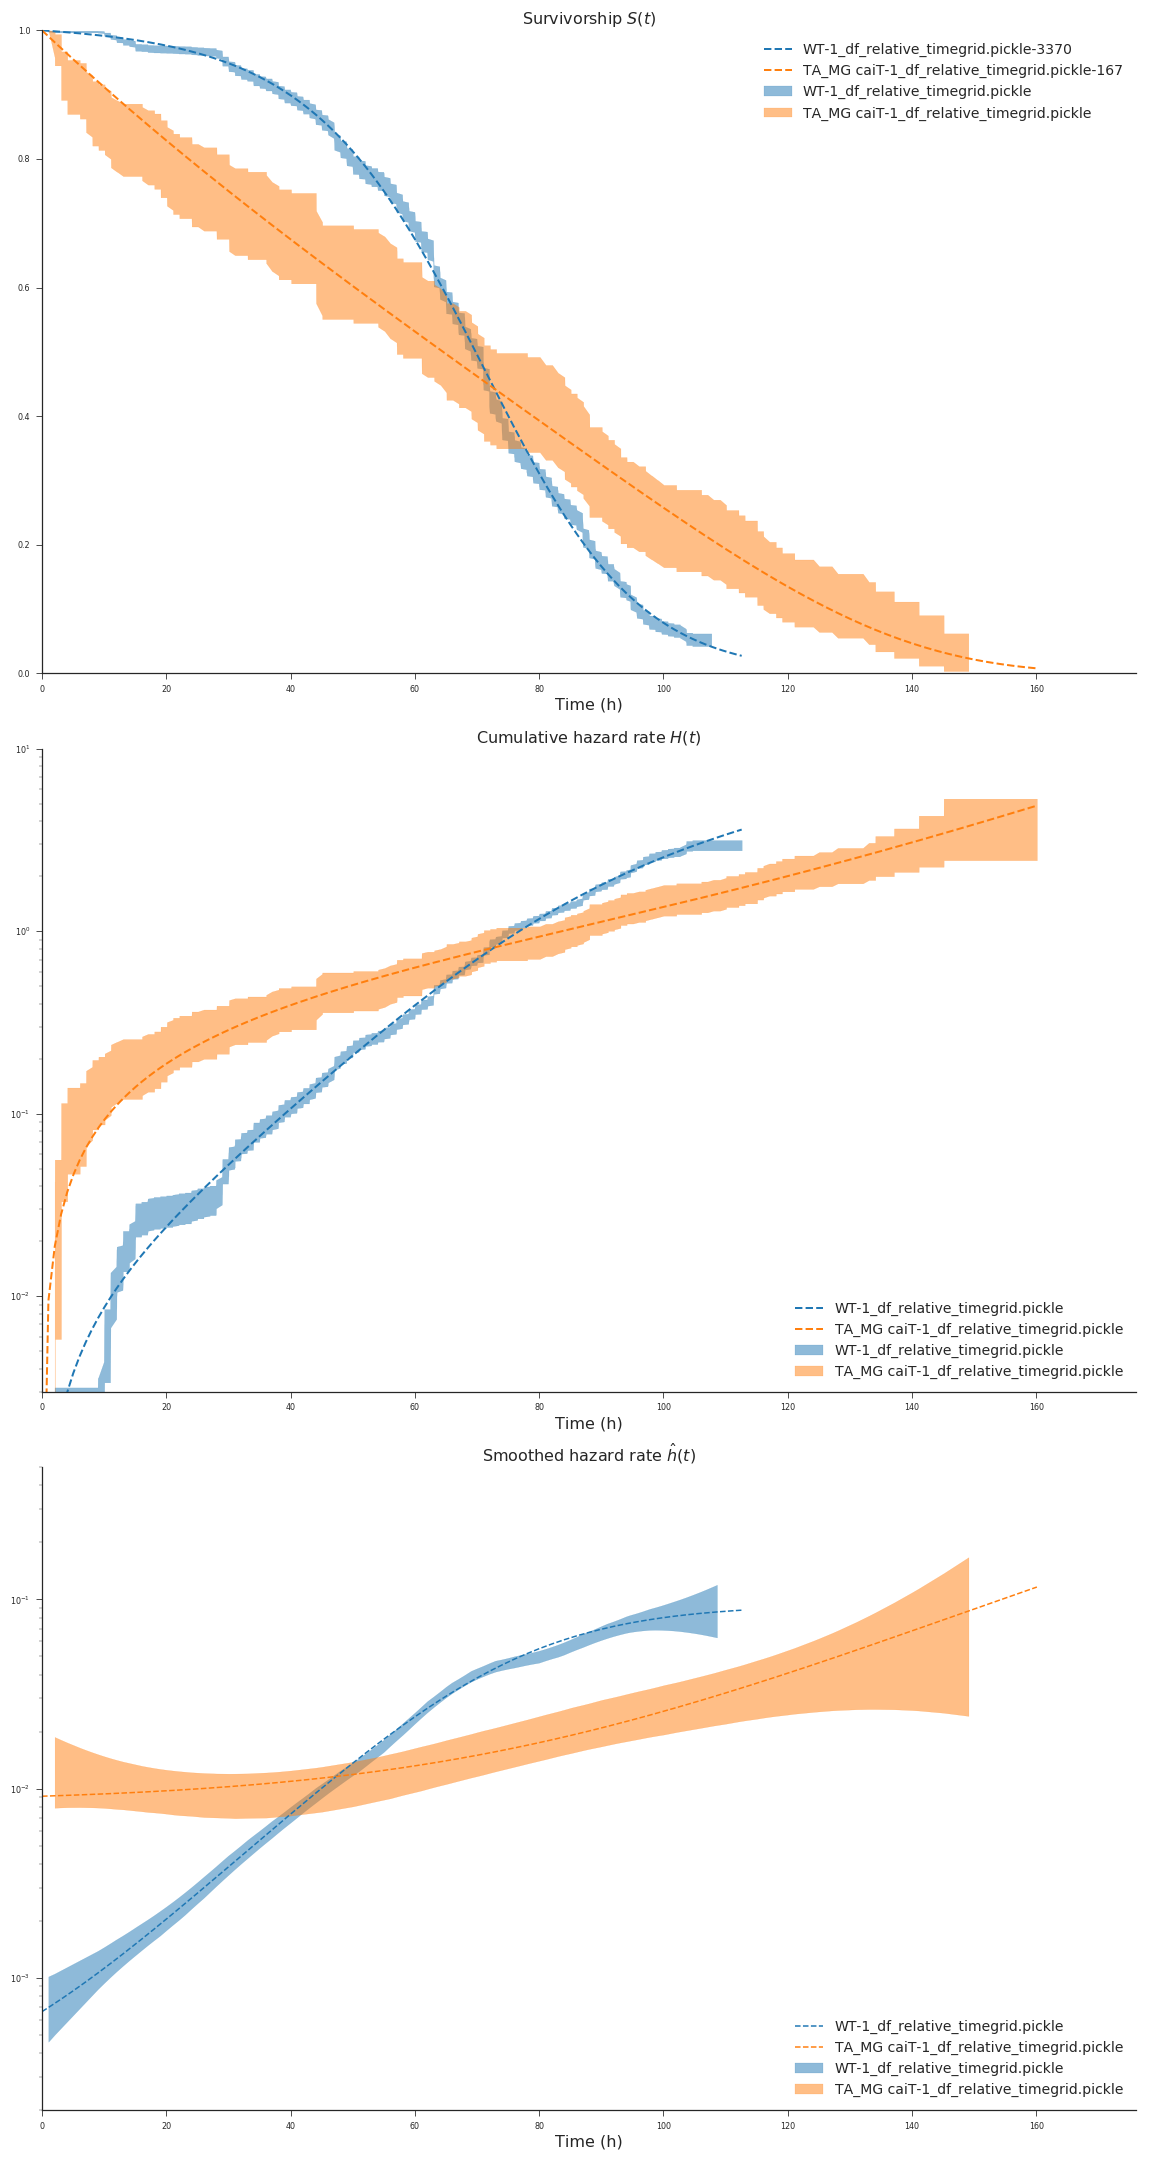 Survivorship S(t)
1.0
0.8
0.6
0.4
0.2
0.0
WT-1_df_relative_timegrid.pickle-3370
TA_MG caiT-1_df_relative_timegrid.pickle-167
WT-1_df_relative_timegrid.pickle
TA_MG caiT-1_df_relative_timegrid.pickle
0 20 40 60 80 100 120 140 160
Time (h)
Cumulative hazard rate H(t)
10¹
10⁰
10⁻¹
10⁻²
WT-1_df_relative_timegrid.pickle
TA_MG caiT-1_df_relative_timegrid.pickle
WT-1_df_relative_timegrid.pickle
TA_MG caiT-1_df_relative_timegrid.pickle
0 20 40 60 80 100 120 140 160
Time (h)
Smoothed hazard rate ĥ(t)
10⁻¹
10⁻²
10⁻³
WT-1_df_relative_timegrid.pickle
TA_MG caiT-1_df_relative_timegrid.pickle
WT-1_df_relative_timegrid.pickle
TA_MG caiT-1_df_relative_timegrid.pickle
0 20 40 60 80 100 120 140 160
Time (h)